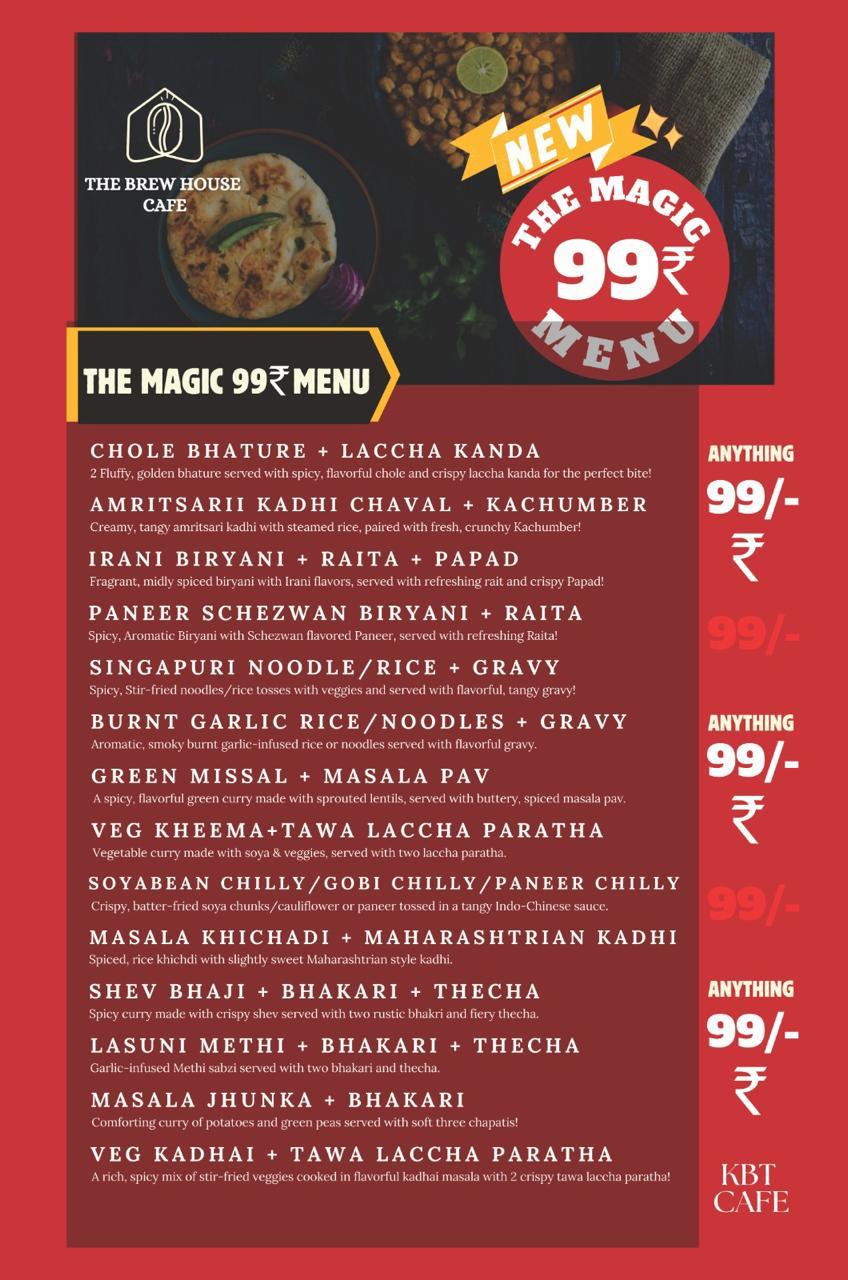 THE BREW HOUSE
CAFE
NEW
THE MAGIC
99₹
MENU
THE MAGIC 99₹ MENU
CHOLE BHATURE + LACCHA KANDA
2 Fluffy, golden bhature served with spicy, flavorful chole and crispy laccha kanda for the perfect bite!
AMRITSARII KADHI CHAVAL + KACHUMBER
Creamy, tangy amritsari kadhi with steamed rice, paired with fresh, crunchy Kachumber!
IRANI BIRYANI + RAITA + PAPAD
Fragrant, midly spiced biryani with Irani flavors, served with refreshing rait and crispy Papad!
PANEER SCHEZWAN BIRYANI + RAITA
Spicy, Aromatic Biryani with Schezwan flavored Paneer, served with refreshing Raita!
SINGAPURI NOODLE/RICE + GRAVY
Spicy, Stir-fried noodles/rice tosses with veggies and served with flavorful, tangy gravy!
BURNT GARLIC RICE/NOODLES + GRAVY
Aromatic, smoky burnt garlic-infused rice or noodles served with flavorful gravy.
GREEN MISSAL + MASALA PAV
A spicy, flavorful green curry made with sprouted lentils, served with buttery, spiced masala pav.
VEG KHEEMA+TAWA LACCHA PARATHA
Vegetable curry made with soya & veggies, served with two laccha paratha.
SOYABEAN CHILLY/GOBI CHILLY/PANEER CHILLY
Crispy, batter-fried soya chunks/cauliflower or paneer tossed in a tangy Indo-Chinese sauce.
MASALA KHICHADI + MAHARASHTRIAN KADHI
Spiced, rice khichdi with slightly sweet Maharashtrian style kadhi.
SHEV BHAJI + BHAKARI + THECHA
Spicy curry made with crispy shev served with two rustic bhakri and fiery thecha.
LASUNI METHI + BHAKARI + THECHA
Garlic-infused Methi sabzi served with two bhakari and thecha.
MASALA JHUNKA + BHAKARI
Comforting curry of potatoes and green peas served with soft three chapatis!
VEG KADHAI + TAWA LACCHA PARATHA
A rich, spicy mix of stir-fried veggies cooked in flavorful kadhai masala with 2 crispy tawa laccha paratha!
ANYTHING
99/-
₹
99/-
ANYTHING
99/-
₹
99/-
ANYTHING
99/-
₹
KBT
CAFE